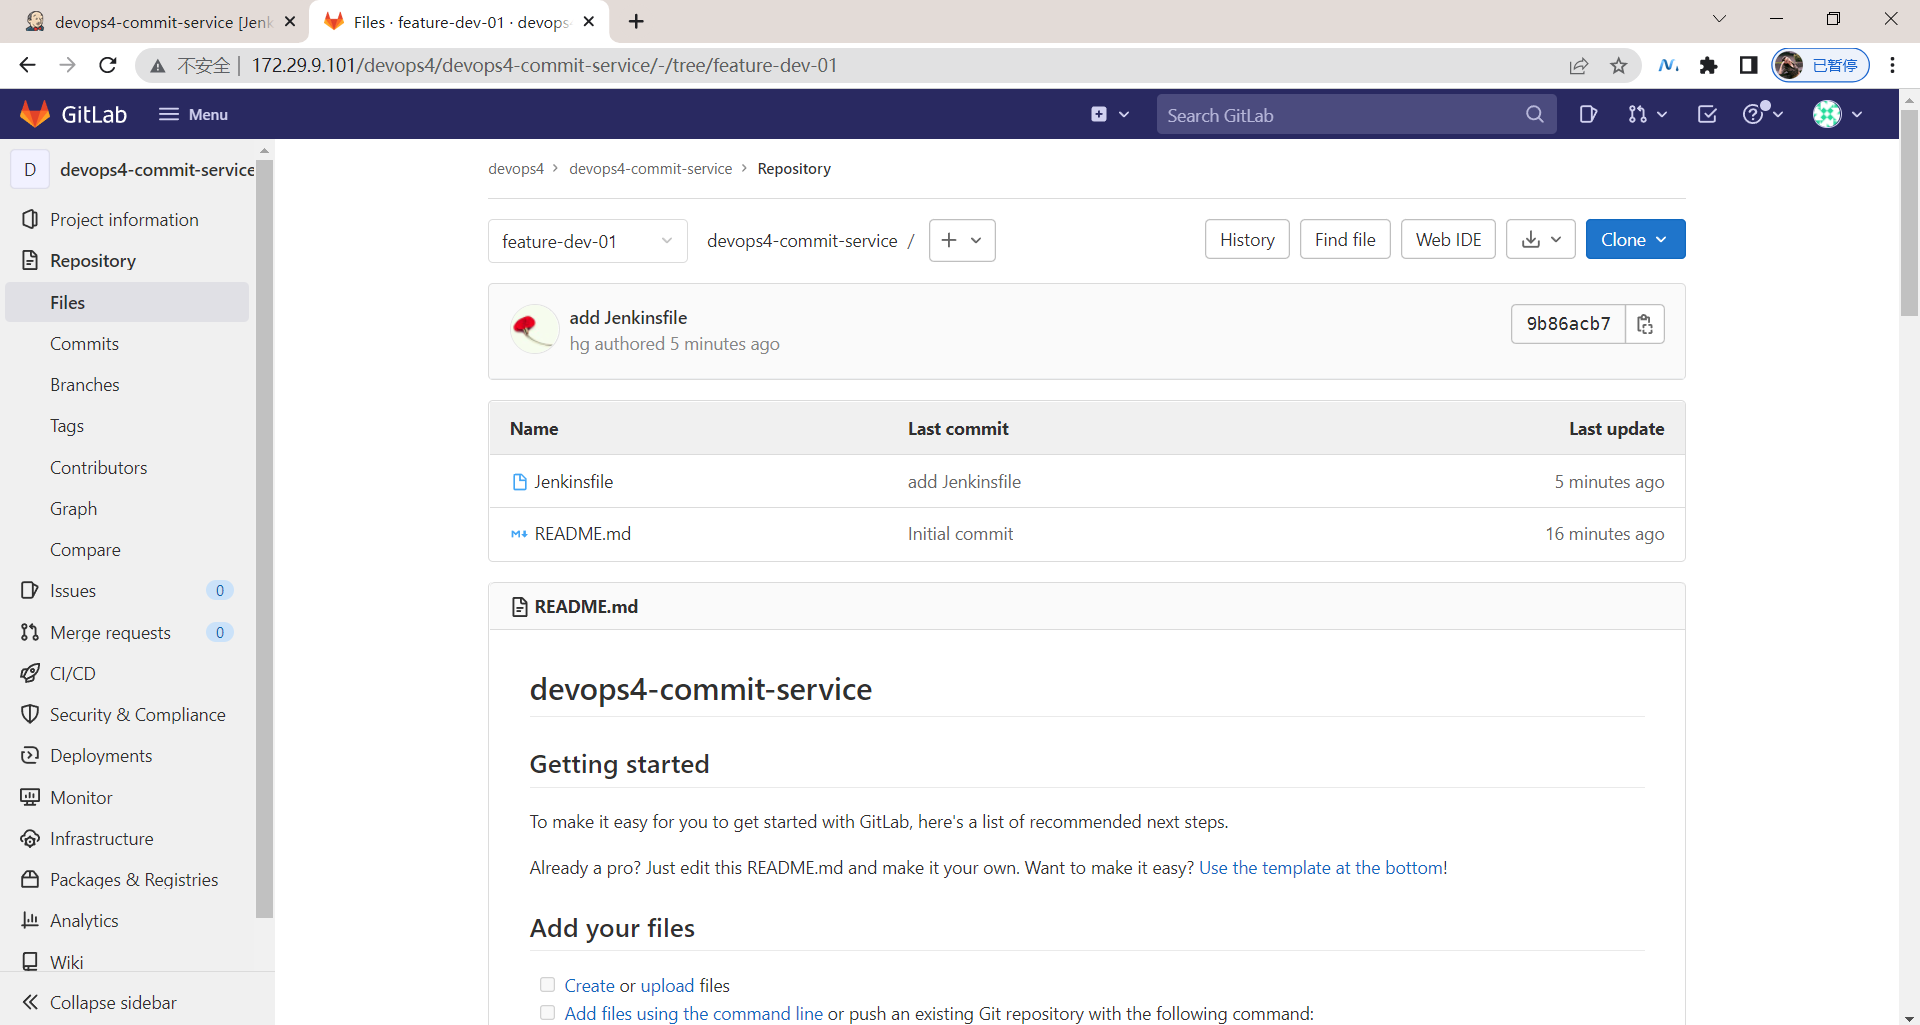 devops4-commit-service [Jenk
Files · feature-dev-01 · devops
不安全 | 172.29.9.101/devops4/devops4-commit-service/-/tree/feature-dev-01
已暂停
GitLab
Menu
Search GitLab
D devops4-commit-service
Project information
Repository
Files
Commits
Branches
Tags
Contributors
Graph
Compare
Issues 0
Merge requests 0
CI/CD
Security & Compliance
Deployments
Monitor
Infrastructure
Packages & Registries
Analytics
Wiki
Collapse sidebar
devops4 > devops4-commit-service > Repository
feature-dev-01 devops4-commit-service / +
History Find file Web IDE Clone
add Jenkinsfile
hg authored 5 minutes ago
9b86acb7
Name Last commit Last update
Jenkinsfile add Jenkinsfile 5 minutes ago
README.md Initial commit 16 minutes ago
README.md
devops4-commit-service
Getting started
To make it easy for you to get started with GitLab, here's a list of recommended next steps.
Already a pro? Just edit this README.md and make it your own. Want to make it easy? Use the template at the bottom!
Add your files
Create or upload files
Add files using the command line or push an existing Git repository with the following command: